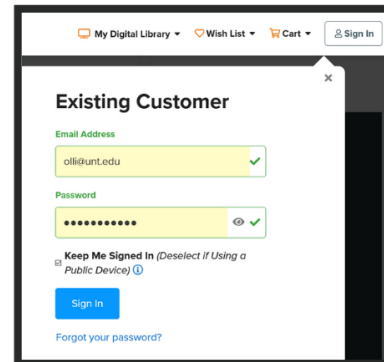 My Digital Library
Wish List
Cart
Sign In
Existing Customer
Email Address
olli@unt.edu
Password
•••••••••••
Keep Me Signed In (Deselect if Using a
Public Device)
Sign In
Forgot your password?